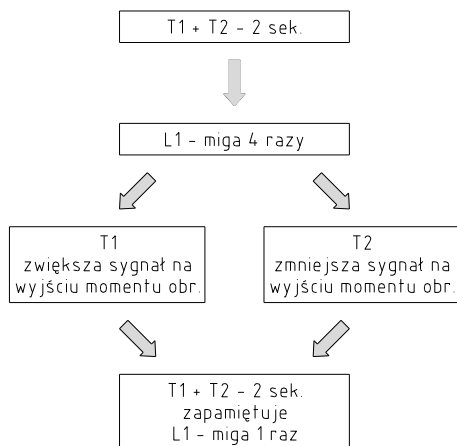 T1 + T2 - 2 sek.
L1 - miga 4 razy
T1
zwiększa sygnał na
wyjściu momentu obr.
T2
zmniejsza sygnał na
wyjściu momentu obr.
T1 + T2 - 2 sek.
zapamiętuje
L1 - miga 1 raz